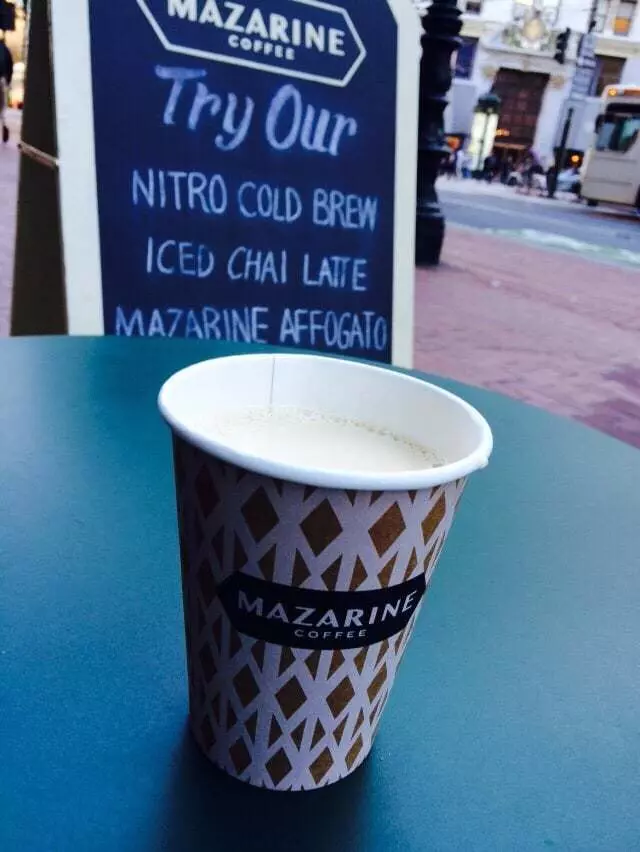 MAZARINE
COFFEE
Try Our
NITRO COLD BREW
ICED CHAI LATTE
MAZARINE AFFOGATO
MAZARINE
COFFEE